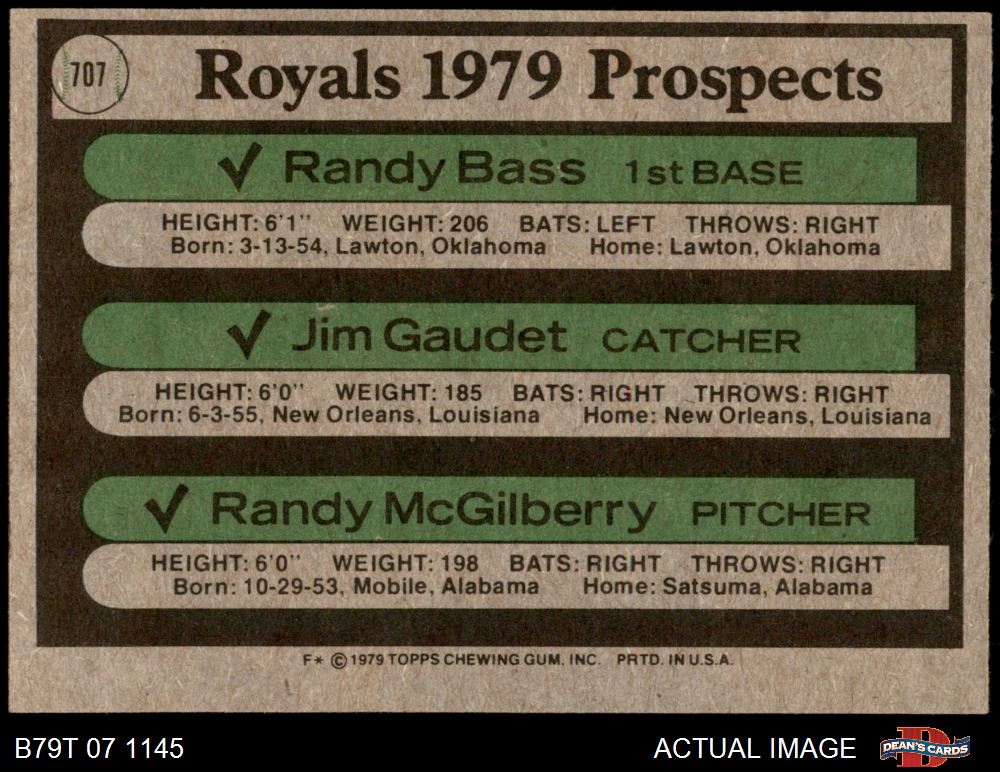 707
Royals 1979 Prospects
✓ Randy Bass 1st BASE
HEIGHT: 6'1" WEIGHT: 206 BATS: LEFT THROWS: RIGHT
Born: 3-13-54, Lawton, Oklahoma Home: Lawton, Oklahoma
✓ Jim Gaudet CATCHER
HEIGHT: 6'0" WEIGHT: 185 BATS: RIGHT THROWS: RIGHT
Born: 6-3-55, New Orleans, Louisiana Home: New Orleans, Louisiana
✓ Randy McGilberry PITCHER
HEIGHT: 6'0" WEIGHT: 198 BATS: RIGHT THROWS: RIGHT
Born: 10-29-53, Mobile, Alabama Home: Satsuma, Alabama
F* © 1979 TOPPS CHEWING GUM, INC. PRTD. IN U.S.A.
B79T 07 1145 ACTUAL IMAGE D DEAN'S CARDS